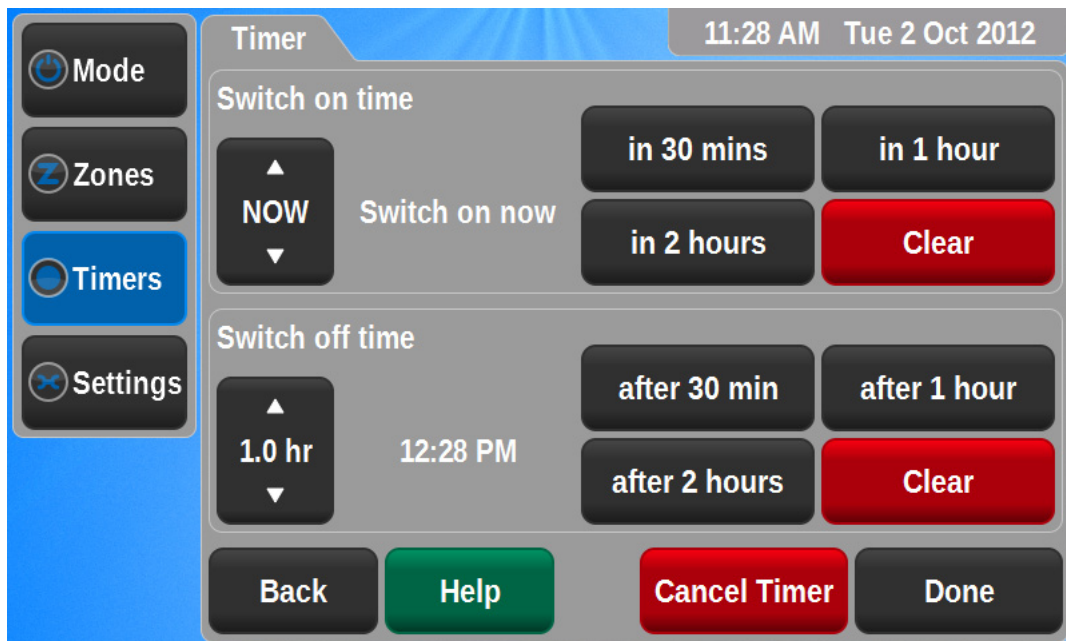 Mode
Zones
Timers
Settings
Timer
11:28 AM Tue 2 Oct 2012
Switch on time
NOW
Switch on now
in 30 mins
in 1 hour
in 2 hours
Clear
Switch off time
1.0 hr
12:28 PM
after 30 min
after 1 hour
after 2 hours
Clear
Back
Help
Cancel Timer
Done